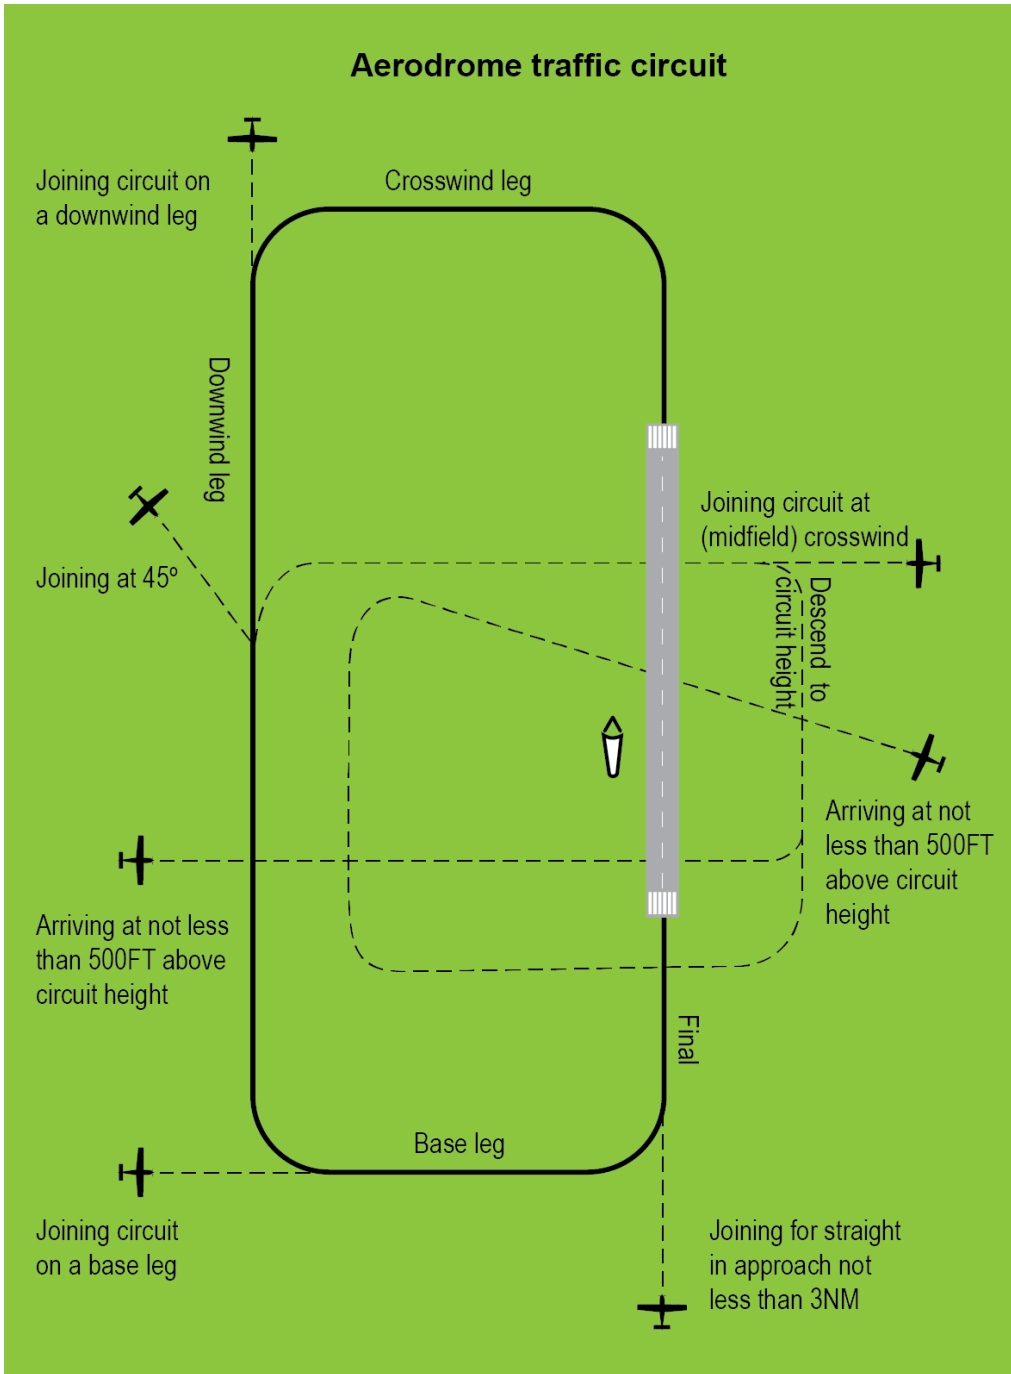 Aerodrome traffic circuit
Joining circuit on
a downwind leg
Crosswind leg
Downwind leg
Joining circuit at
(midfield) crosswind
Joining at 45º
Descend to
circuit height
Arriving at not
less than 500FT
above circuit
height
Arriving at not less
than 500FT above
circuit height
Final
Base leg
Joining circuit
on a base leg
Joining for straight
in approach not
less than 3NM